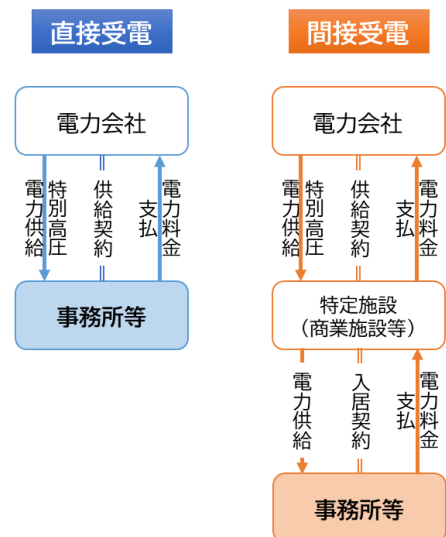 直接受電
電力会社
特別高圧
電力供給
供給契約
電力料金
支払
事務所等
間接受電
電力会社
特別高圧
電力供給
供給契約
電力料金
支払
特定施設
（商業施設等）
電力供給
入居契約
電力料金
支払
事務所等